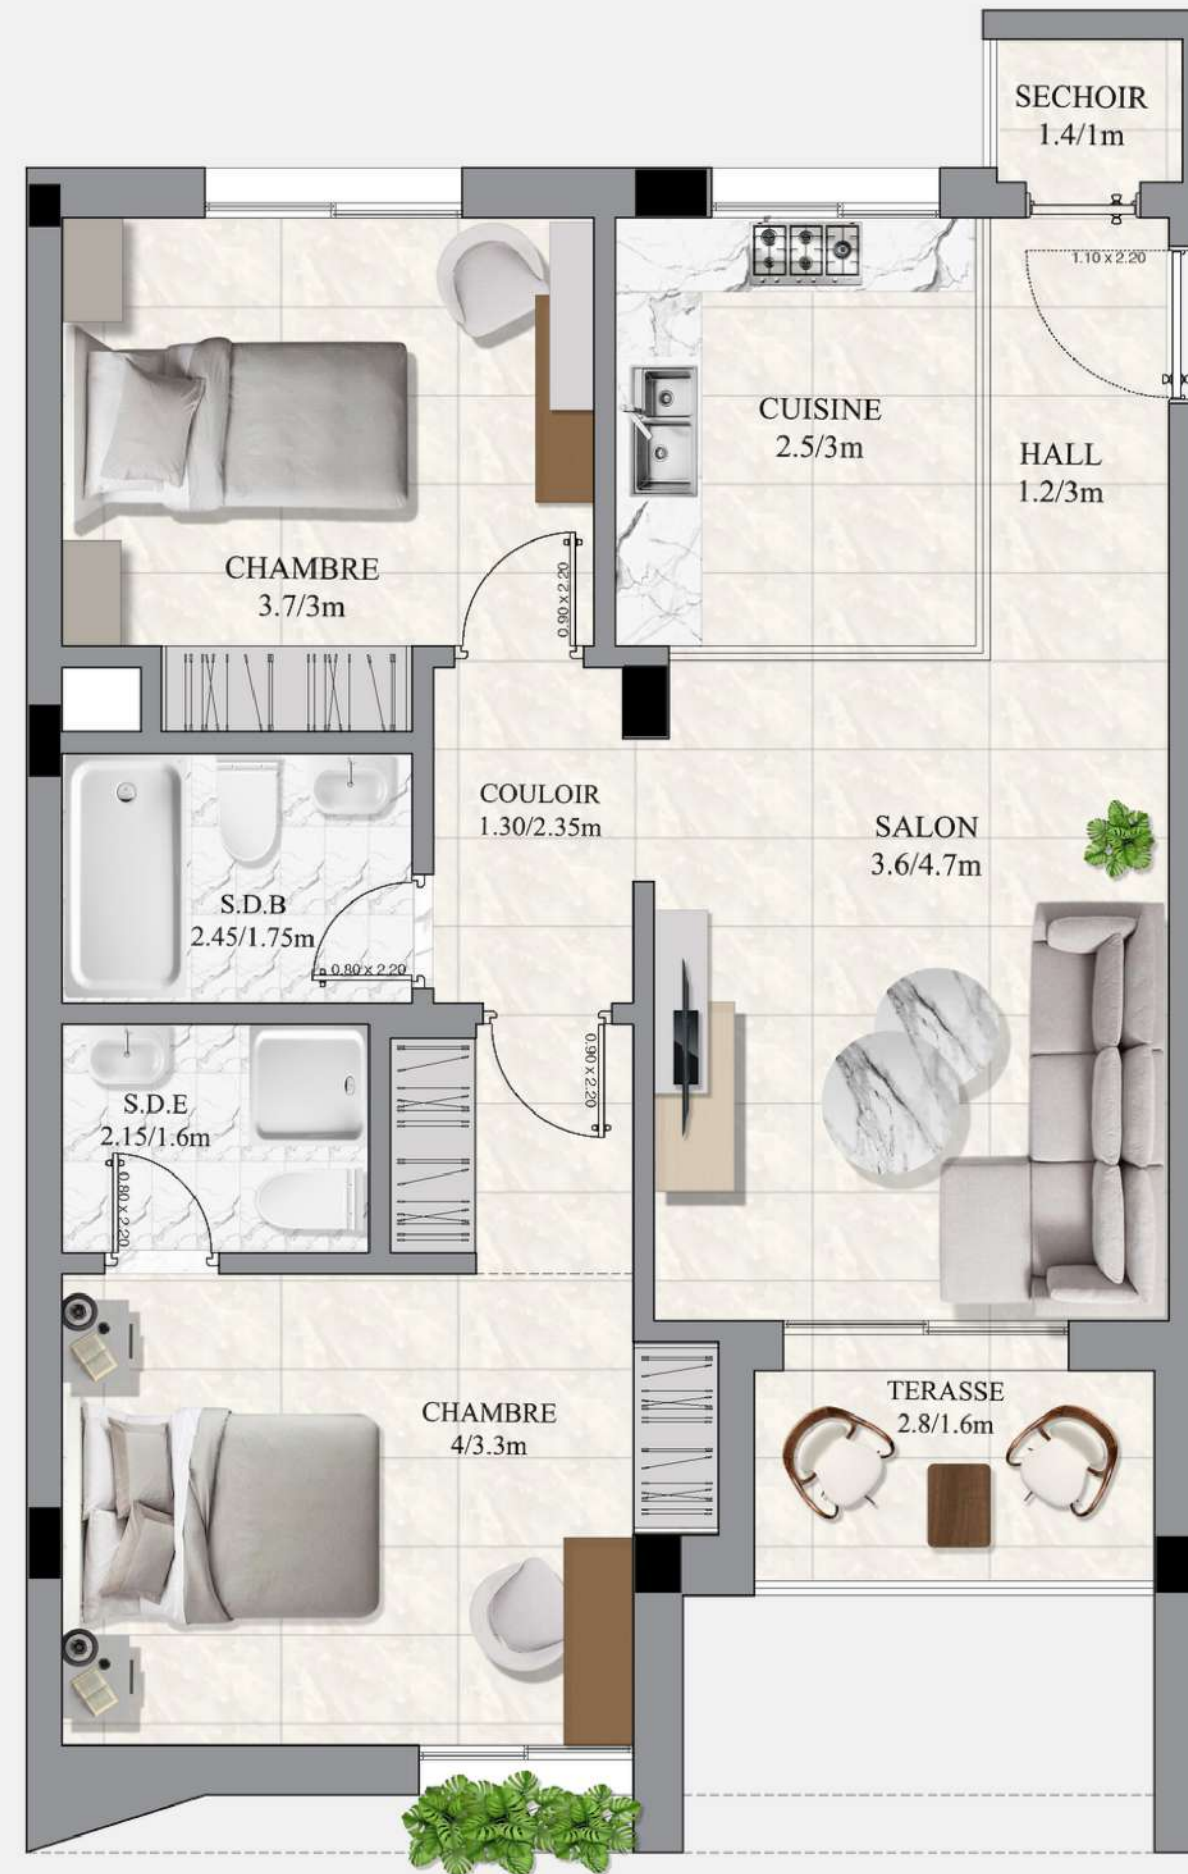 SECHOIR
1.4/1m
1.10 x 2.20
CUISINE
2.5/3m
HALL
1.2/3m
CHAMBRE
3.7/3m
0.90 x 2.20
COULOIR
1.30/2.35m
SALON
3.6/4.7m
S.D.B
2.45/1.75m
0.80 x 2.20
0.90 x 2.20
S.D.E
2.15/1.6m
0.80 x 2.20
TERASSE
2.8/1.6m
CHAMBRE
4/3.3m